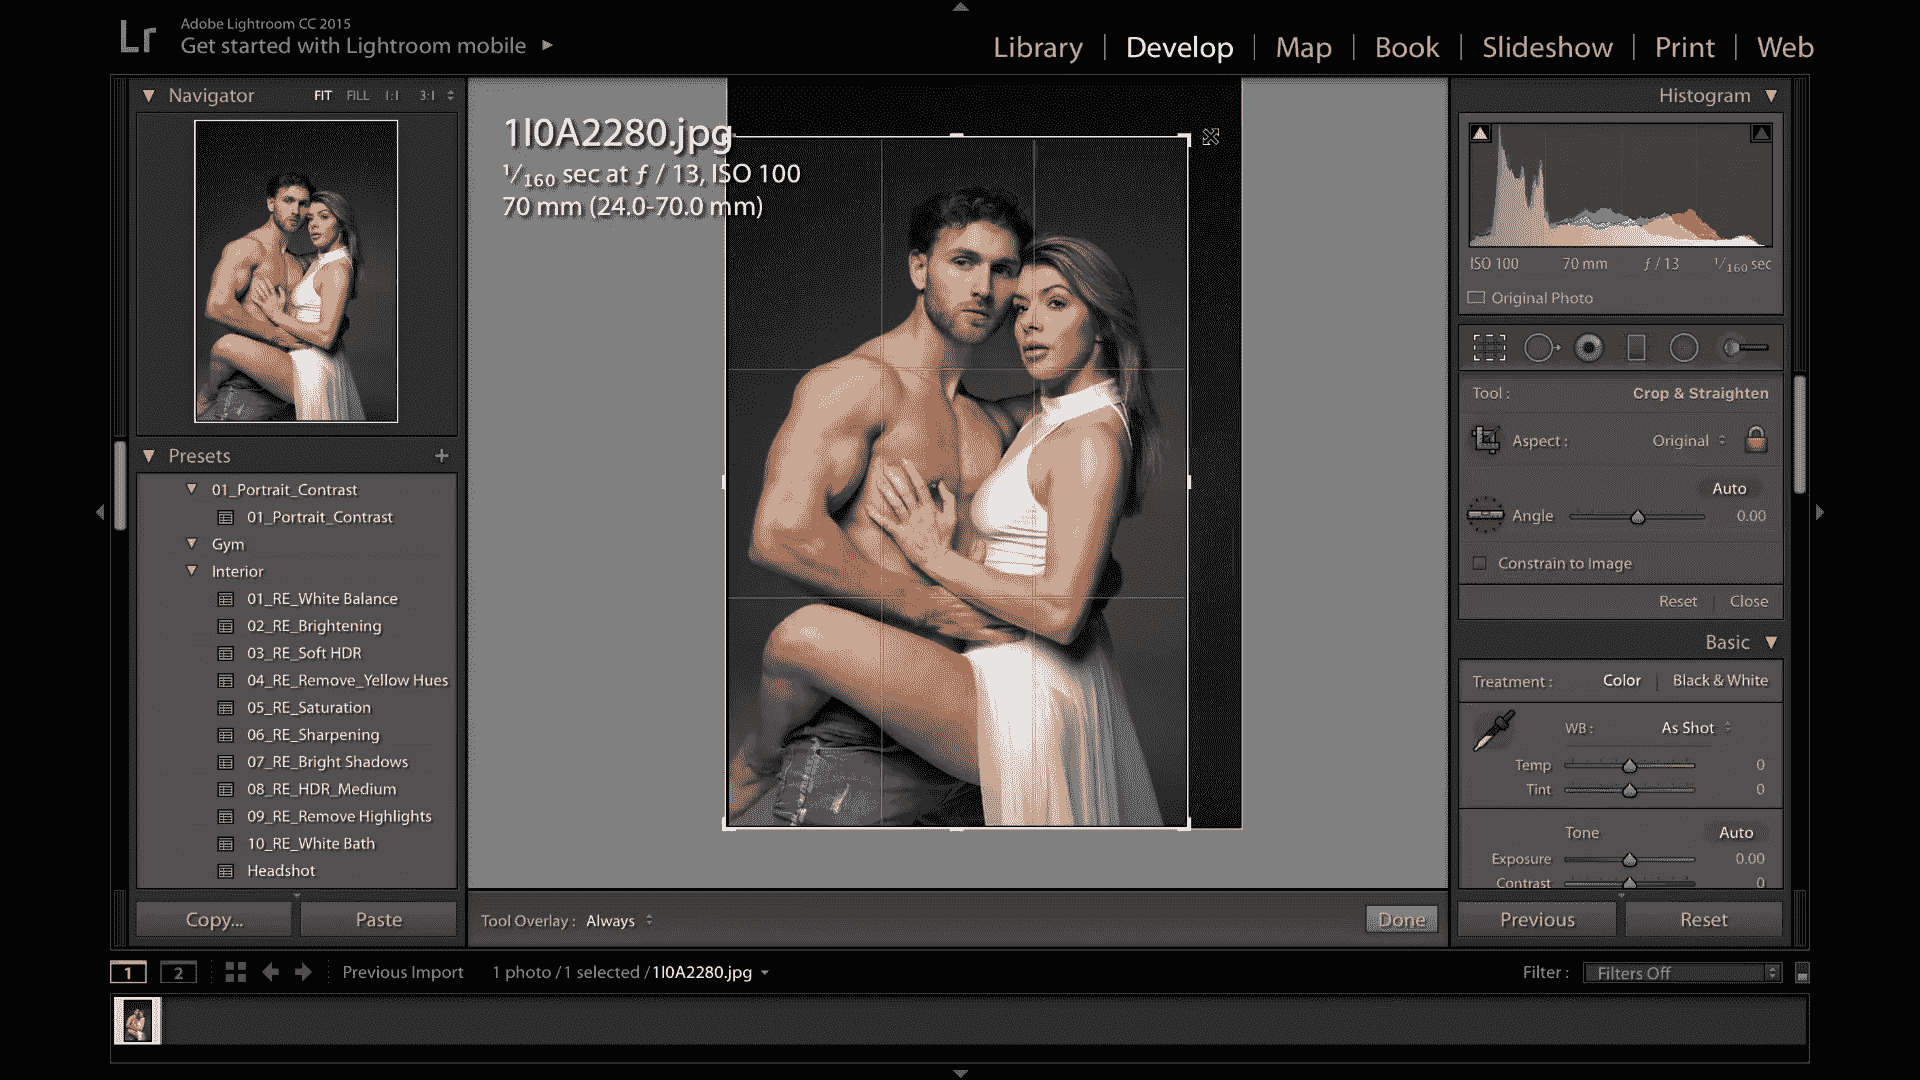 Adobe Lightroom CC 2015
Lr Get started with Lightroom mobile
Library | Develop | Map | Book | Slideshow | Print | Web
Navigator FIT FILL 1:1 3:1
Presets +
01_Portrait_Contrast
01_Portrait_Contrast
Gym
Interior
01_RE_White Balance
02_RE_Brightening
03_RE_Soft HDR
04_RE_Remove_Yellow Hues
05_RE_Saturation
06_RE_Sharpening
07_RE_Bright Shadows
08_RE_HDR_Medium
09_RE_Remove Highlights
10_RE_White Bath
Headshot
Copy... Paste
1I0A2280.jpg
1/160 sec at ƒ / 13, ISO 100
70 mm (24.0-70.0 mm)
Tool Overlay : Always Done
Histogram
ISO 100 70 mm ƒ / 13 1/160 sec
Original Photo
Tool : Crop & Straighten
Aspect : Original
Auto
Angle 0.00
Constrain to Image
Reset | Close
Basic
Treatment : Color | Black & White
WB : As Shot
Temp 0
Tint 0
Tone Auto
Exposure 0.00
Contrast 0
Previous Reset
1 2 Previous Import 1 photo / 1 selected / 1I0A2280.jpg Filter : Filters Off